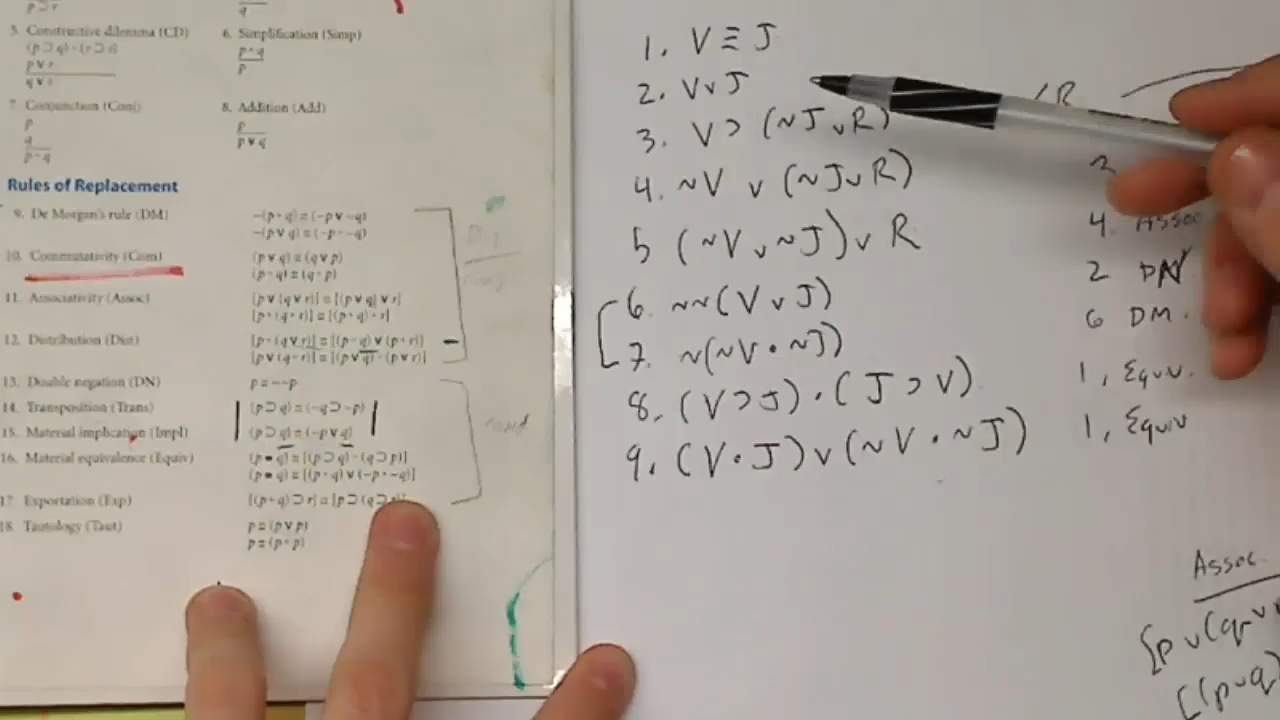 p ⊃ r
q
5. Constructive dilemma (CD)
(p ⊃ q) · (r ⊃ s)
p ∨ r
q ∨ s
6. Simplification (Simp)
p · q
p
7. Conjunction (Conj)
p
q
p · q
8. Addition (Add)
p
p ∨ q
Rules of Replacement
9. De Morgan's rule (DM)
~(p · q) ≡ (~p ∨ ~q)
~(p ∨ q) ≡ (~p · ~q)
10. Commutativity (Com)
(p ∨ q) ≡ (q ∨ p)
(p · q) ≡ (q · p)
11. Associativity (Assoc)
[p ∨ (q ∨ r)] ≡ [(p ∨ q) ∨ r]
[p · (q · r)] ≡ [(p · q) · r]
12. Distribution (Dist)
[p · (q ∨ r)] ≡ [(p · q) ∨ (p · r)]
[p ∨ (q · r)] ≡ [(p ∨ q) · (p ∨ r)]
13. Double negation (DN)
p ≡ ~~p
14. Transposition (Trans)
(p ⊃ q) ≡ (~q ⊃ ~p)
15. Material implication (Impl)
(p ⊃ q) ≡ (~p ∨ q)
16. Material equivalence (Equiv)
(p ≡ q) ≡ [(p ⊃ q) · (q ⊃ p)]
(p ≡ q) ≡ [(p · q) ∨ (~p · ~q)]
17. Exportation (Exp)
[(p · q) ⊃ r] ≡ [p ⊃ (q ⊃ r)]
18. Tautology (Taut)
p ≡ (p ∨ p)
p ≡ (p · p)
cond
1. V ≡ J
2. V ∨ J
/R
3. V ⊃ (~J ∨ R)
4. ~V ∨ (~J ∨ R) 3
5 (~V ∨ ~J) ∨ R 4. Assoc.
6. ~~(V ∨ J) 2 DN
7. ~(~V · ~J) 6 DM.
8. (V ⊃ J) · (J ⊃ V) 1, Equiv.
9. (V · J) ∨ (~V · ~J) 1, Equiv
Assoc.
[p ∨ (q ∨
[(p ∨ q)